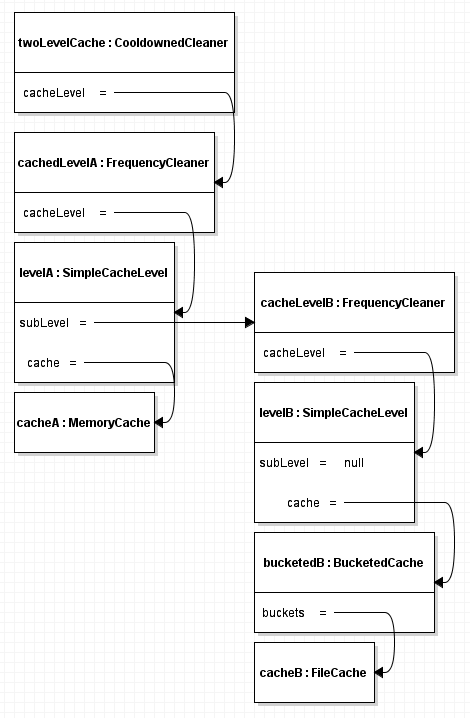 twoLevelCache : CooldownedCleaner
cacheLevel =
cachedLevelA : FrequencyCleaner
cacheLevel =
levelA : SimpleCacheLevel
subLevel =
cache =
cacheA : MemoryCache
cacheLevelB : FrequencyCleaner
cacheLevel =
levelB : SimpleCacheLevel
subLevel = null
cache =
bucketedB : BucketedCache
buckets =
cacheB : FileCache